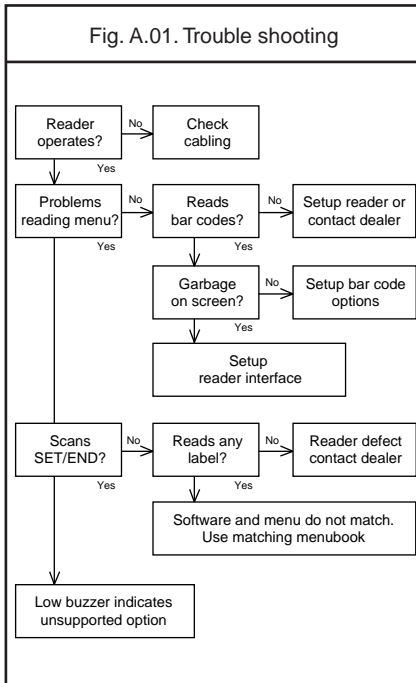 Fig. A.01. Trouble shooting
Reader
operates?
No
Check
cabling
Yes
Problems
reading menu?
No
Reads
bar codes?
No
Setup reader or
contact dealer
Yes
Yes
Garbage
on screen?
No
Setup bar code
options
Yes
Setup
reader interface
Scans
SET/END?
No
Reads any
label?
No
Reader defect
contact dealer
Yes
Yes
Software and menu do not match.
Use matching menubook
Low buzzer indicates
unsupported option